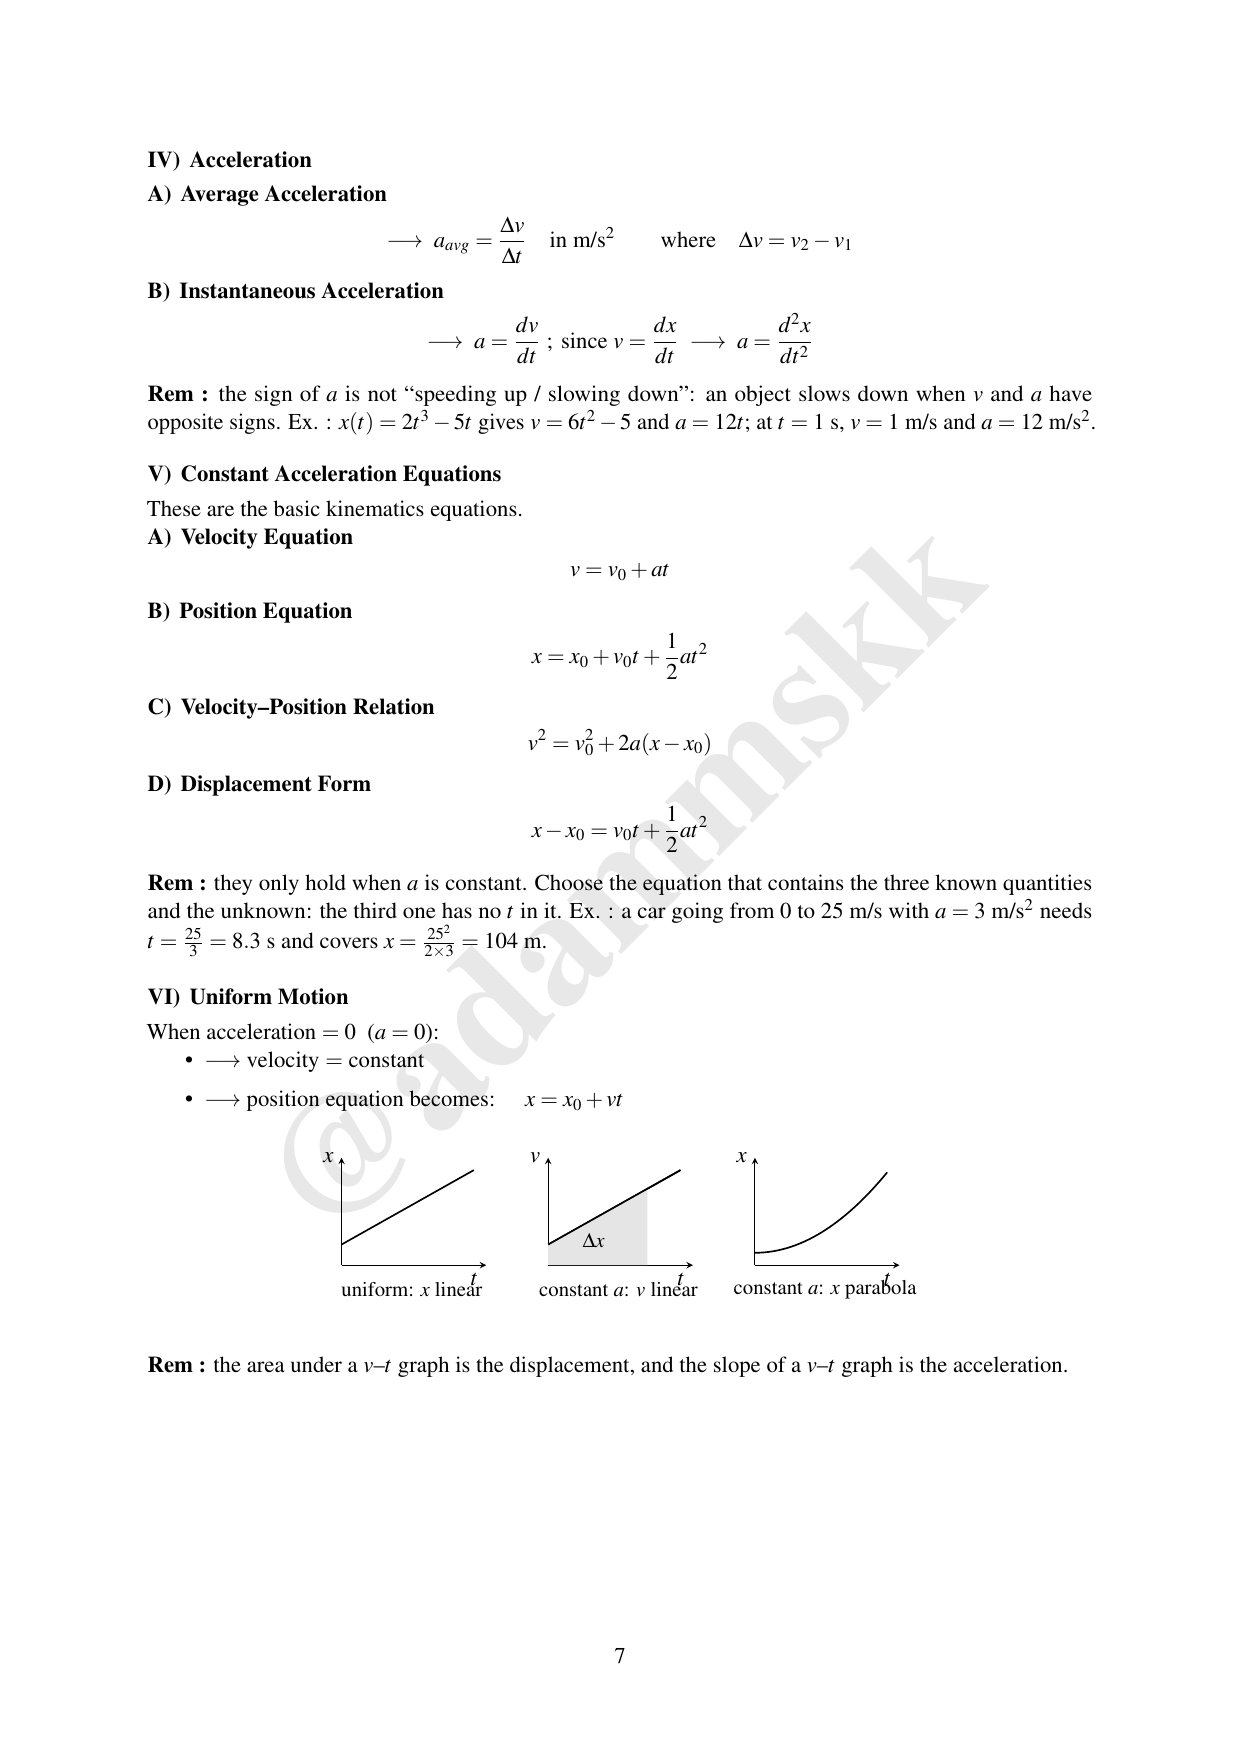 IV) Acceleration
A) Average Acceleration
⟶ a_avg = Δv/Δt in m/s² where Δv = v₂ − v₁
B) Instantaneous Acceleration
⟶ a = dv/dt ; since v = dx/dt ⟶ a = d²x/dt²
Rem : the sign of a is not “speeding up / slowing down”: an object slows down when v and a have
opposite signs. Ex. : x(t) = 2t³ − 5t gives v = 6t² − 5 and a = 12t; at t = 1 s, v = 1 m/s and a = 12 m/s².
V) Constant Acceleration Equations
These are the basic kinematics equations.
A) Velocity Equation
v = v₀ + at
B) Position Equation
x = x₀ + v₀t + 1/2 at²
C) Velocity–Position Relation
v² = v₀² + 2a(x − x₀)
D) Displacement Form
x − x₀ = v₀t + 1/2 at²
Rem : they only hold when a is constant. Choose the equation that contains the three known quantities
and the unknown: the third one has no t in it. Ex. : a car going from 0 to 25 m/s with a = 3 m/s² needs
t = 25/3 = 8.3 s and covers x = 25²/2×3 = 104 m.
VI) Uniform Motion
When acceleration = 0 (a = 0):
• ⟶ velocity = constant
• ⟶ position equation becomes: x = x₀ + vt
x
t
uniform: x linear
v
Δx
t
constant a: v linear
x
t
constant a: x parabola
Rem : the area under a v–t graph is the displacement, and the slope of a v–t graph is the acceleration.
7
@adammskk